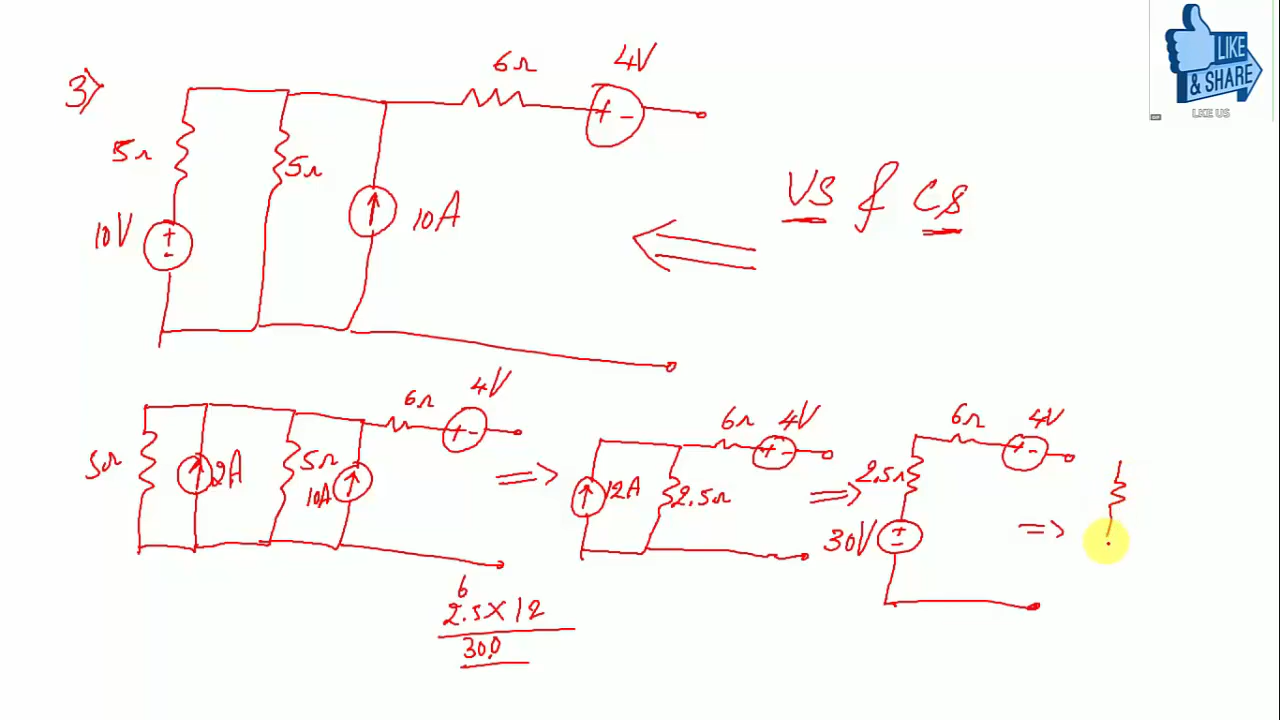 3)
6Ω
4V
5Ω
5Ω
10V
+
-
10A
+ -
VS & CS
LIKE
& SHARE
LIKE US
5Ω
2A
5Ω
10A
6Ω
4V
+ -
=>
12A
2.5Ω
6Ω
4V
+ -
=>
2.5Ω
30V
+
-
6Ω
4V
+ -
=>
6
2.5×12
30.0